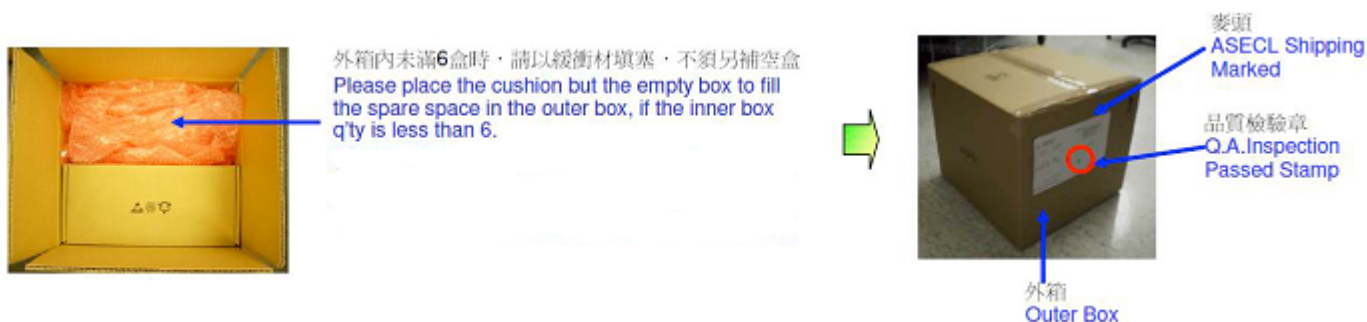 外箱內未滿6盒時，請以緩衝材填塞，不須另補空盒
Please place the cushion but the empty box to fill
the spare space in the outer box, if the inner box
q'ty is less than 6.
麥頭
ASECL Shipping
Marked
品質檢驗章
Q.A.Inspection
Passed Stamp
外箱
Outer Box